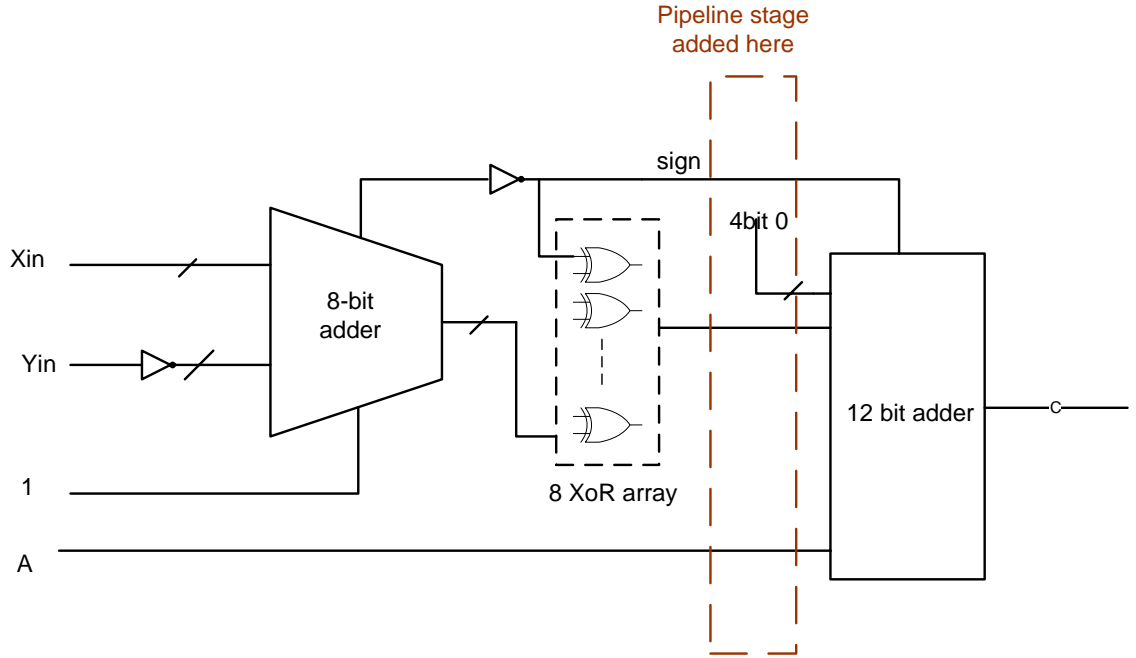 Pipeline stage
added here
sign
4bit 0
Xin
8-bit
adder
Yin
12 bit adder
C
1
8 XoR array
A